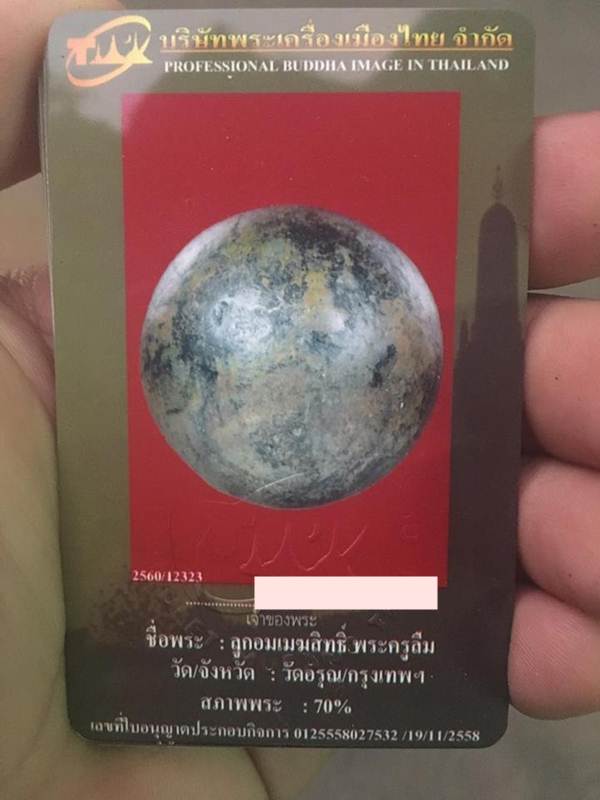 บริษัทพระเครื่องเมืองไทย จำกัด
PROFESSIONAL BUDDHA IMAGE IN THAILAND
2560/12323
เจ้าของพระ
ชื่อพระ : ลูกอมเมฆสิทธิ์ พระครูลืม
วัด/จังหวัด : วัดอรุณ/กรุงเทพฯ
สภาพพระ : 70%
เลขที่ใบอนุญาตประกอบกิจการ 0125558027532 /19/11/2558